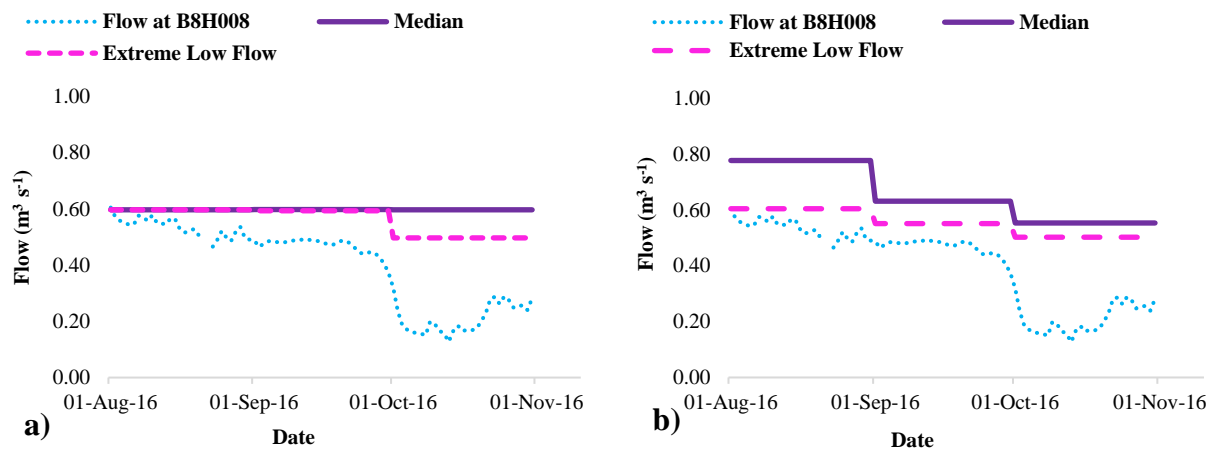 Flow at B8H008
Median
Extreme Low Flow
1.00
0.80
0.60
0.40
0.20
0.00
Flow (m³ s⁻¹)
01-Aug-16 01-Sep-16 01-Oct-16 01-Nov-16
Date
a)
Flow at B8H008
Median
Extreme Low Flow
1.00
0.80
0.60
0.40
0.20
0.00
Flow (m³ s⁻¹)
01-Aug-16 01-Sep-16 01-Oct-16 01-Nov-16
Date
b)